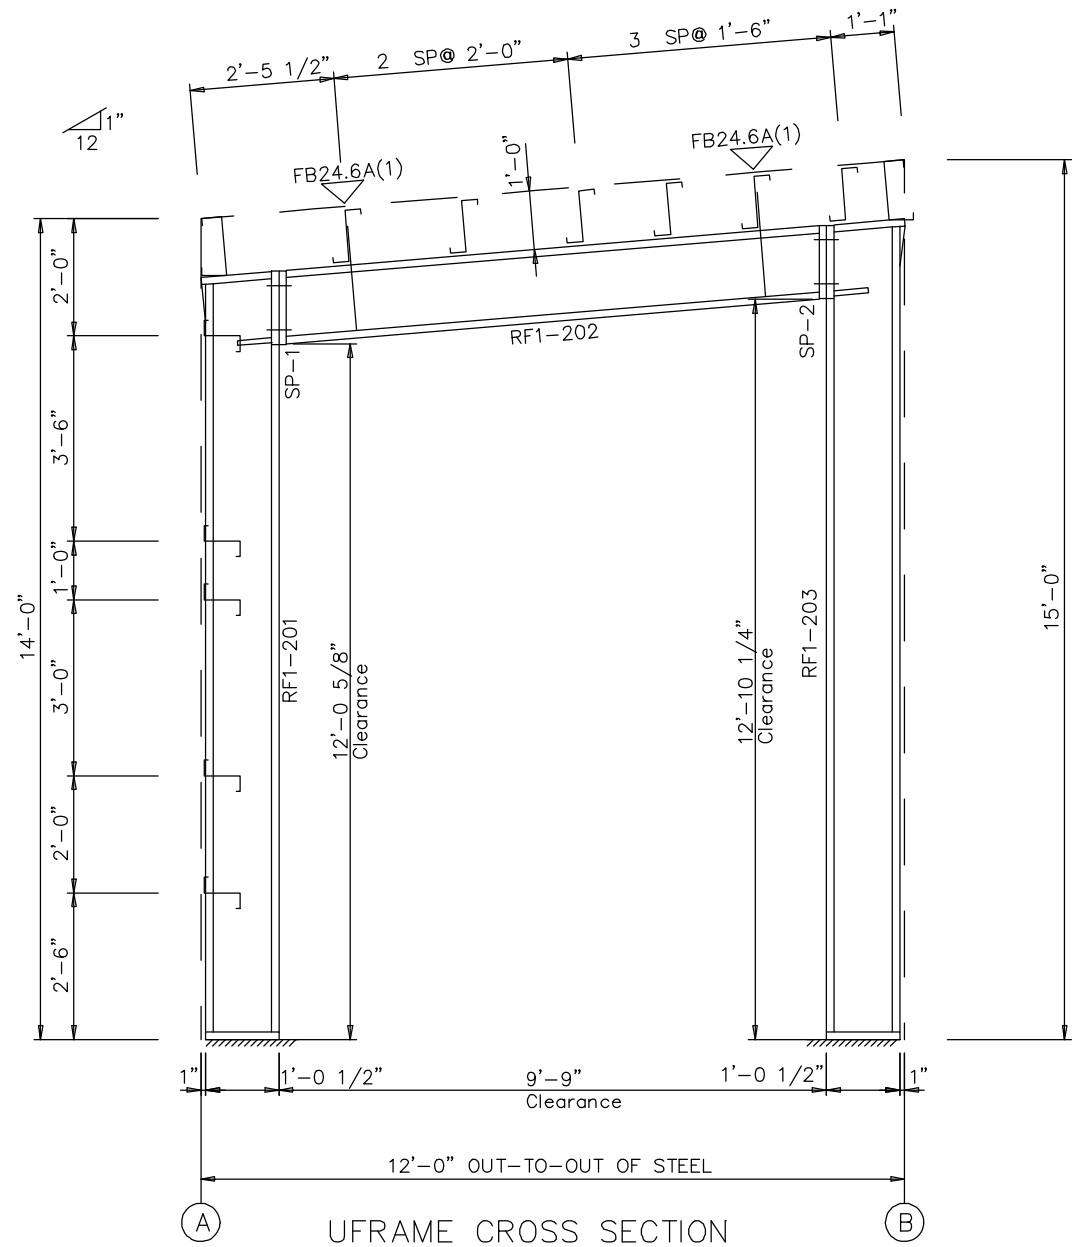 2'-5 1/2"
2 SP@ 2'-0"
3 SP@ 1'-6"
1'-1"
1"
12
FB24.6A(1)
1'-0"
FB24.6A(1)
2'-0"
3'-6"
1'-0"
3'-0"
2'-0"
2'-6"
14'-0"
SP-1
RF1-202
SP-2
RF1-201
12'-0 5/8"
Clearance
12'-10 1/4"
Clearance
RF1-203
15'-0"
1"
1'-0 1/2"
9'-9"
Clearance
1'-0 1/2"
1"
12'-0" OUT-TO-OUT OF STEEL
A
B
UFRAME CROSS SECTION